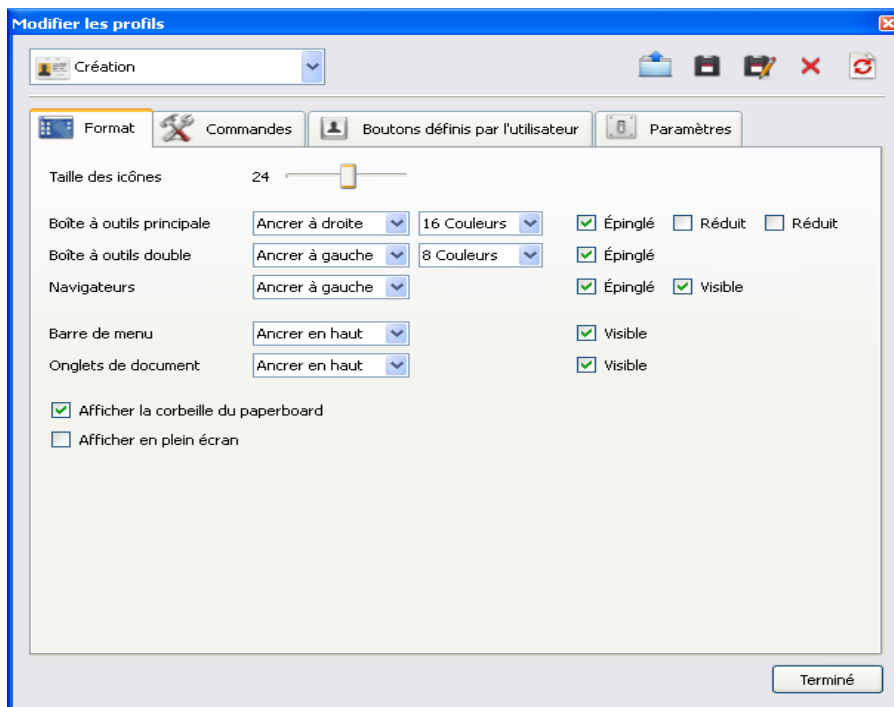 Modifier les profils
Création
Format Commandes Boutons définis par l'utilisateur Paramètres
Taille des icônes 24
Boîte à outils principale Ancrer à droite 16 Couleurs Épinglé Réduit Réduit
Boîte à outils double Ancrer à gauche 8 Couleurs Épinglé
Navigateurs Ancrer à gauche Épinglé Visible
Barre de menu Ancrer en haut Visible
Onglets de document Ancrer en haut Visible
Afficher la corbeille du paperboard
Afficher en plein écran
Terminé